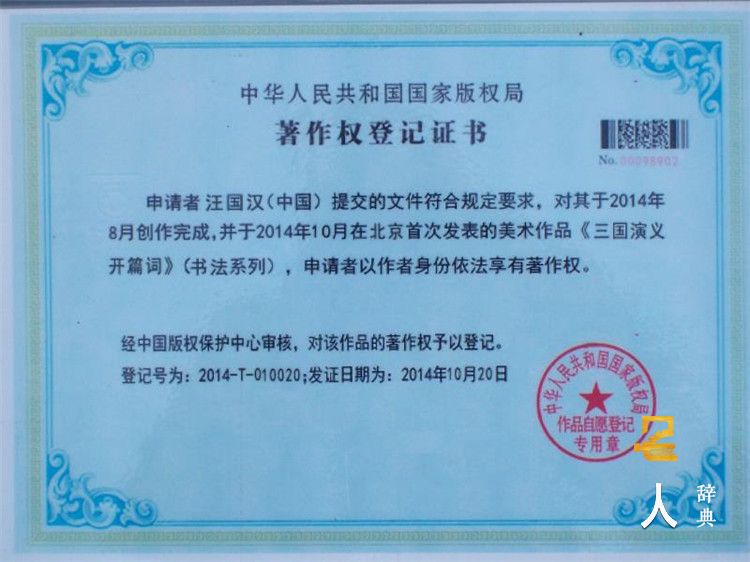 中华人民共和国国家版权局
著作权登记证书
No.00098902
申请者 汪国汉（中国）提交的文件符合规定要求，对其于2014年
8月创作完成，并于2014年10月在北京首次发表的美术作品《三国演义
开篇词》（书法系列），申请者以作者身份依法享有著作权。
经中国版权保护中心审核，对该作品的著作权予以登记。
登记号为：2014-T-010020;发证日期为：2014年10月20日
中华人民共和国国家版权局
作品自愿登记
专用章
人
辞典